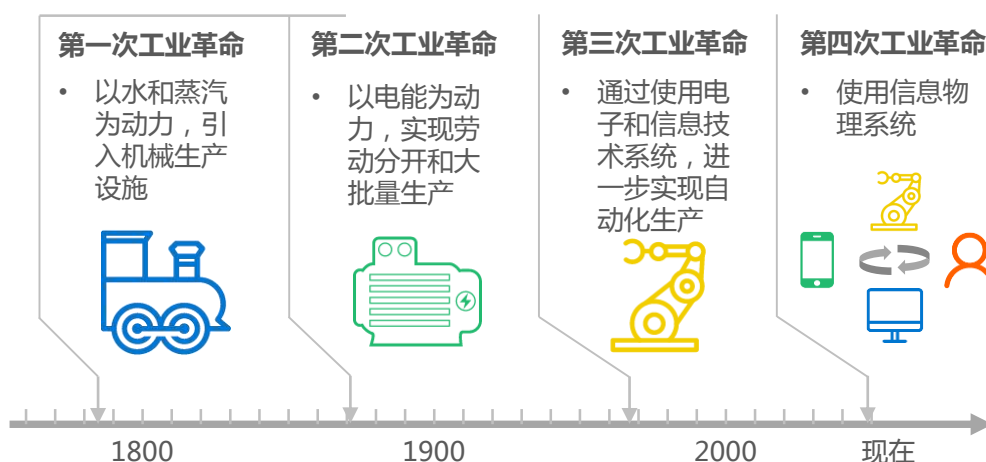 第一次工业革命
• 以水和蒸汽
为动力，引
入机械生产
设施
第二次工业革命
• 以电能为动
力，实现劳
动分开和大
批量生产
第三次工业革命
• 通过使用电
子和信息技
术系统，进
一步实现自
动化生产
第四次工业革命
• 使用信息物
理系统
1800
1900
2000
现在